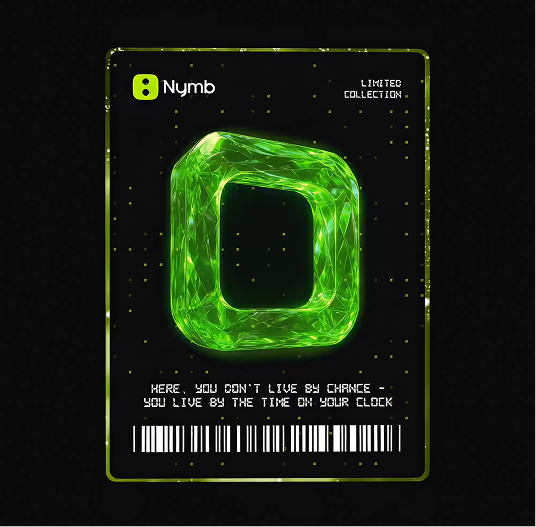 Nymb
LIMITED
COLLECTION
HERE, YOU DON'T LIVE BY CHANCE -
YOU LIVE BY THE TIME ON YOUR CLOCK